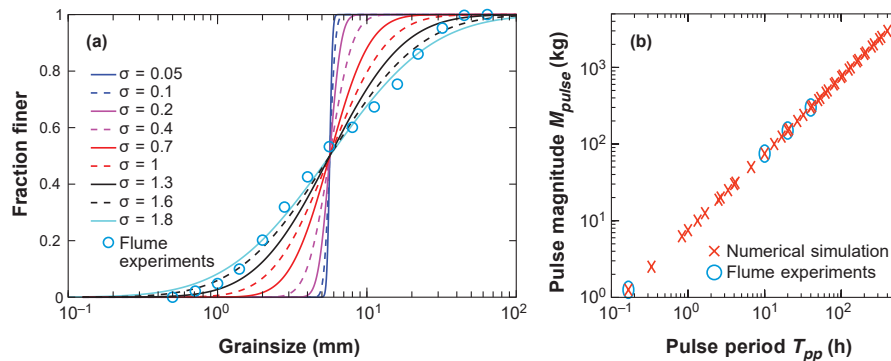 (a)
σ = 0.05
σ = 0.1
σ = 0.2
σ = 0.4
σ = 0.7
σ = 1
σ = 1.3
σ = 1.6
σ = 1.8
Flume
experiments
Fraction finer
1
0.8
0.6
0.4
0.2
0
10⁻¹ 10⁰ 10¹ 10²
Grainsize (mm)
(b)
Pulse magnitude M_pulse (kg)
10³
10²
10¹
10⁰
Numerical simulation
Flume experiments
10⁻¹ 10⁰ 10¹ 10²
Pulse period T_pp (h)